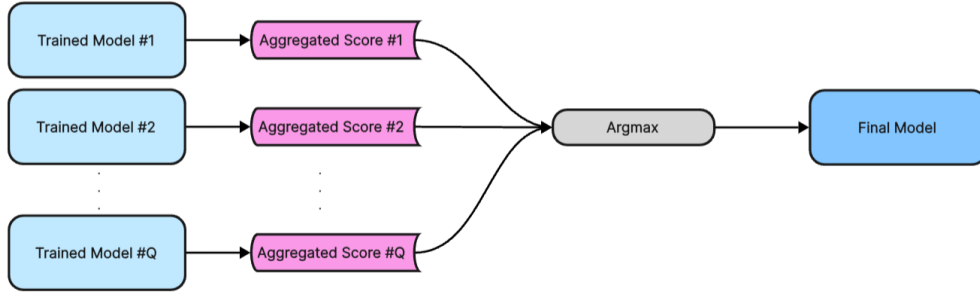 Trained Model #1
Aggregated Score #1
Trained Model #2
Aggregated Score #2
Argmax
Final Model
Trained Model #Q
Aggregated Score #Q